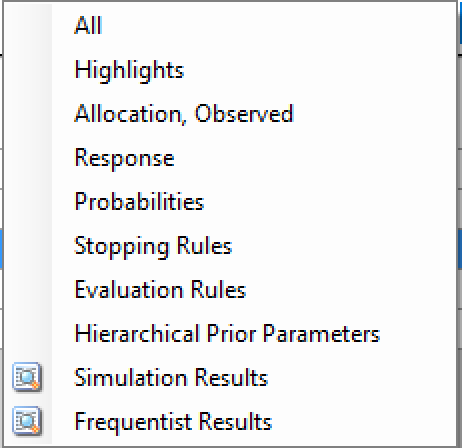 All
Highlights
Allocation, Observed
Response
Probabilities
Stopping Rules
Evaluation Rules
Hierarchical Prior Parameters
Simulation Results
Frequentist Results